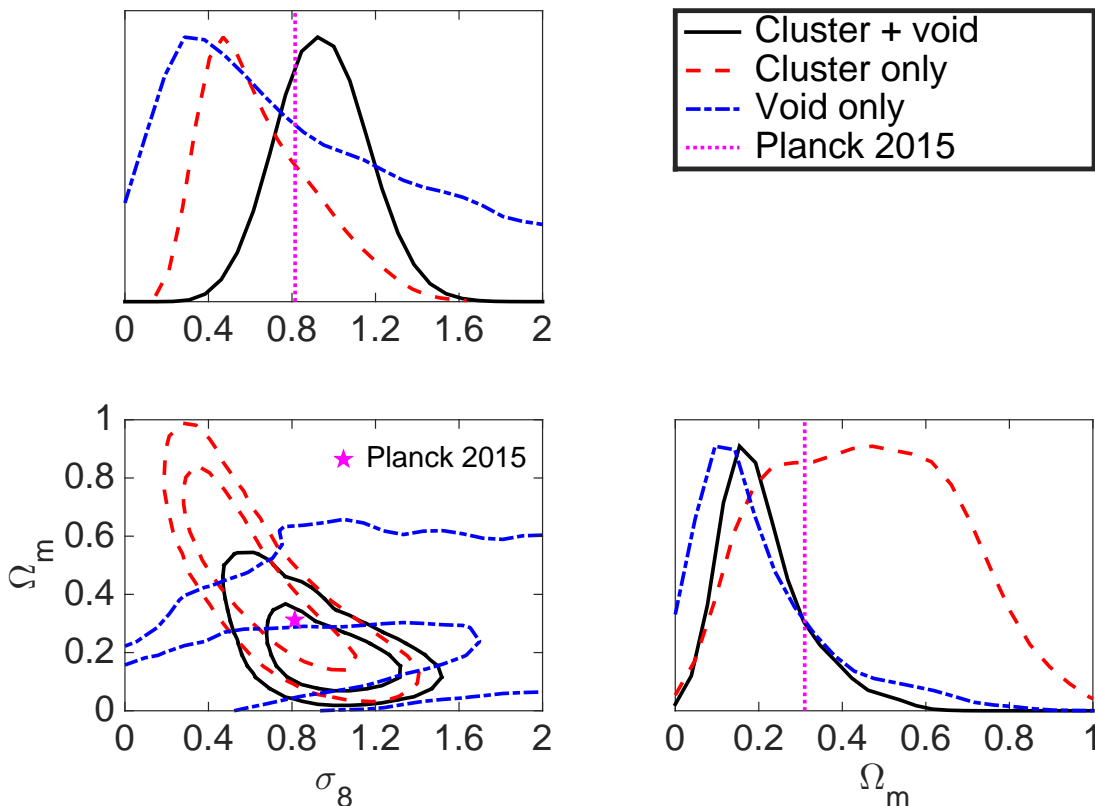 Cluster + void
Cluster only
Void only
Planck 2015
0 0.4 0.8 1.2 1.6 2
1
0.8
0.6
0.4
0.2
0
Ωm
Planck 2015
0 0.4 0.8 1.2 1.6 2
σ8
0 0.2 0.4 0.6 0.8 1
Ωm